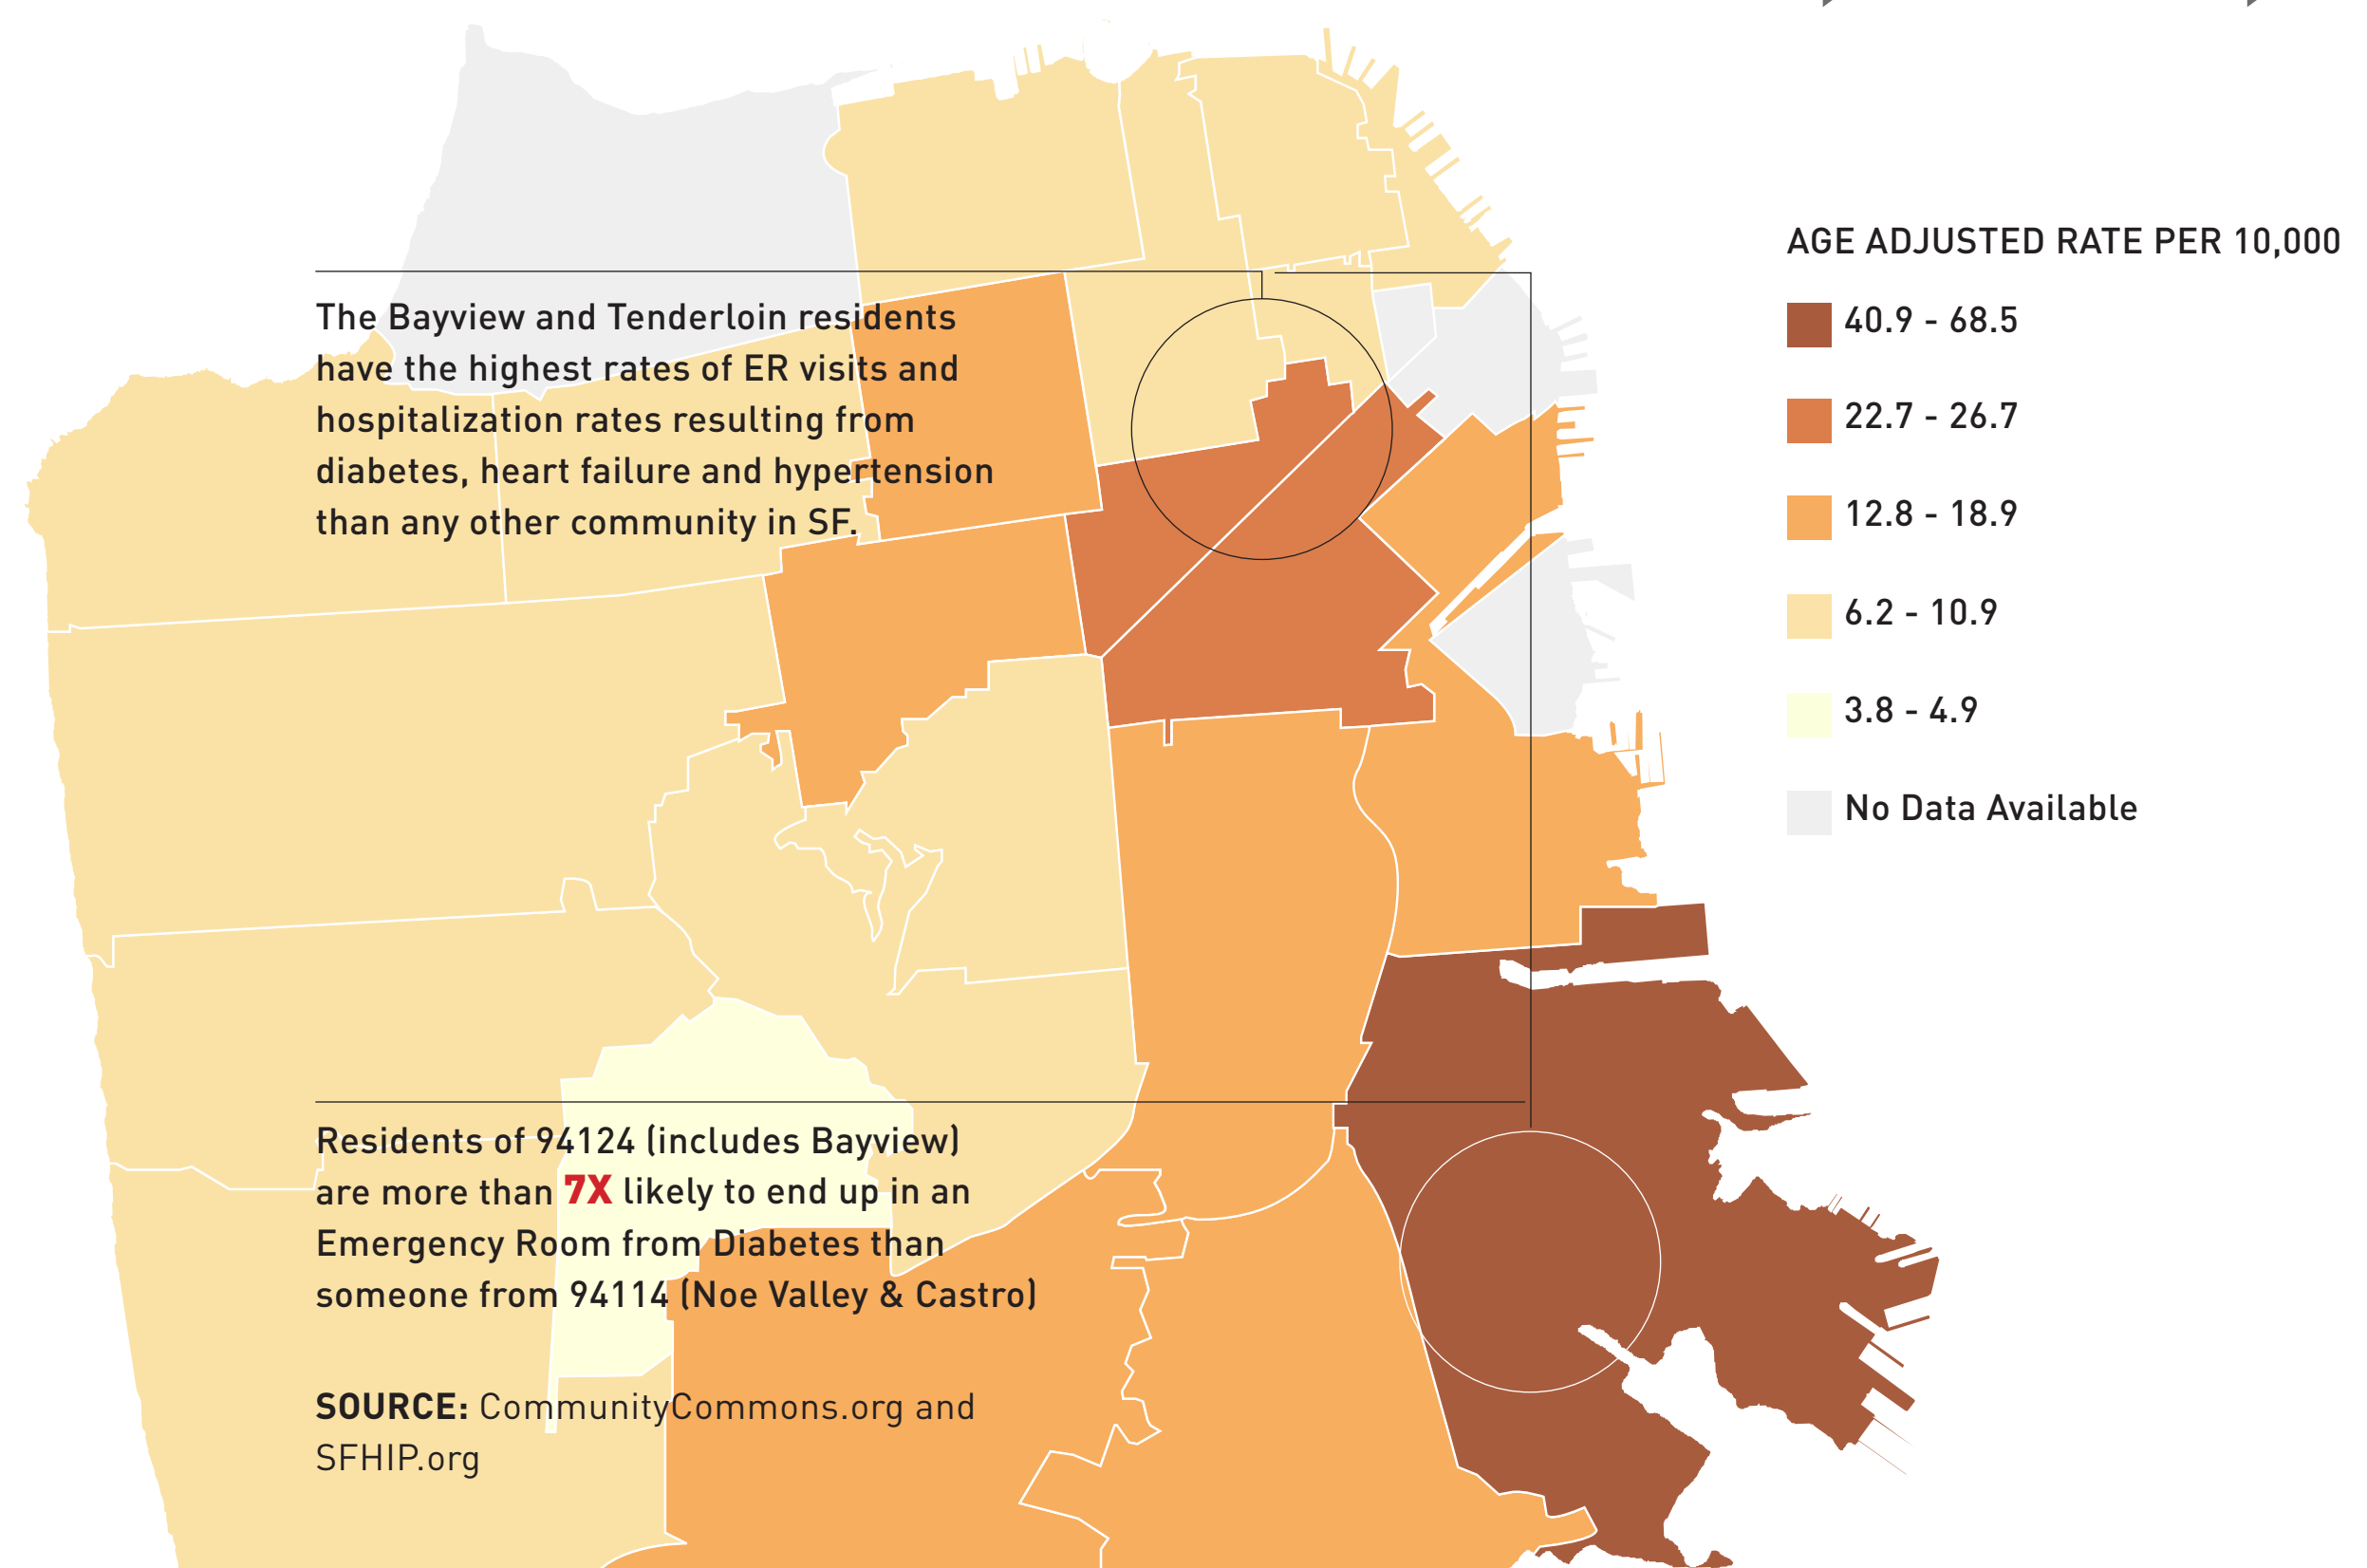 The Bayview and Tenderloin residents
have the highest rates of ER visits and
hospitalization rates resulting from
diabetes, heart failure and hypertension
than any other community in SF.
AGE ADJUSTED RATE PER 10,000
40.9 - 68.5
22.7 - 26.7
12.8 - 18.9
6.2 - 10.9
3.8 - 4.9
No Data Available
Residents of 94124 (includes Bayview)
are more than 7X likely to end up in an
Emergency Room from Diabetes than
someone from 94114 (Noe Valley & Castro)
SOURCE: CommunityCommons.org and
SFHIP.org